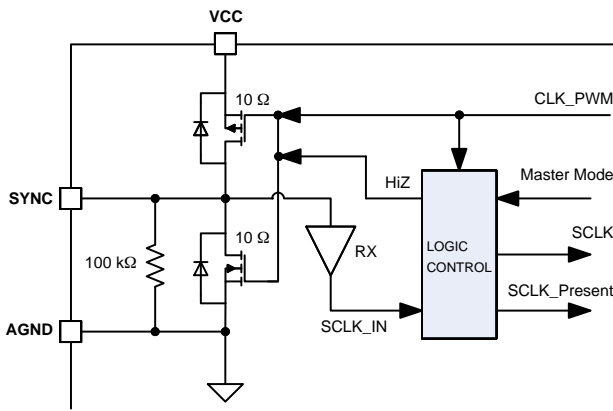 VCC
10 Ω
CLK_PWM
HiZ
Master Mode
SYNC
10 Ω
RX
LOGIC
CONTROL
SCLK
100 kΩ
SCLK_Present
AGND
SCLK_IN